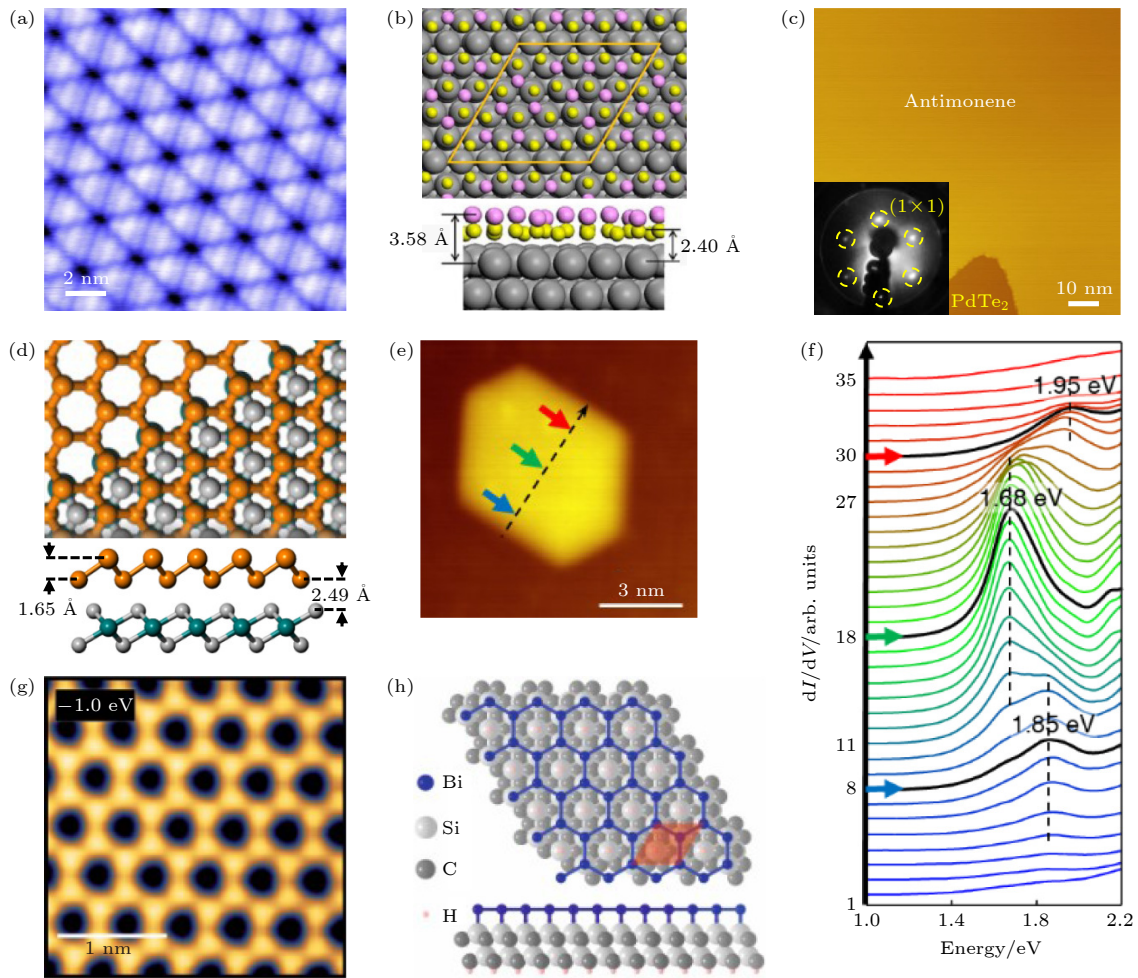 (a)
2 nm
(b)
3.58 Å
2.40 Å
(c)
Antimonene
(1×1)
PdTe₂
10 nm
(d)
1.65 Å
2.49 Å
(e)
3 nm
(f)
35
30
27
18
11
8
1
1.95 eV
1.68 eV
1.85 eV
dI/dV/arb. units
1.0 1.4 1.8 2.2
Energy/eV
(g)
−1.0 eV
1 nm
(h)
Bi
Si
C
H